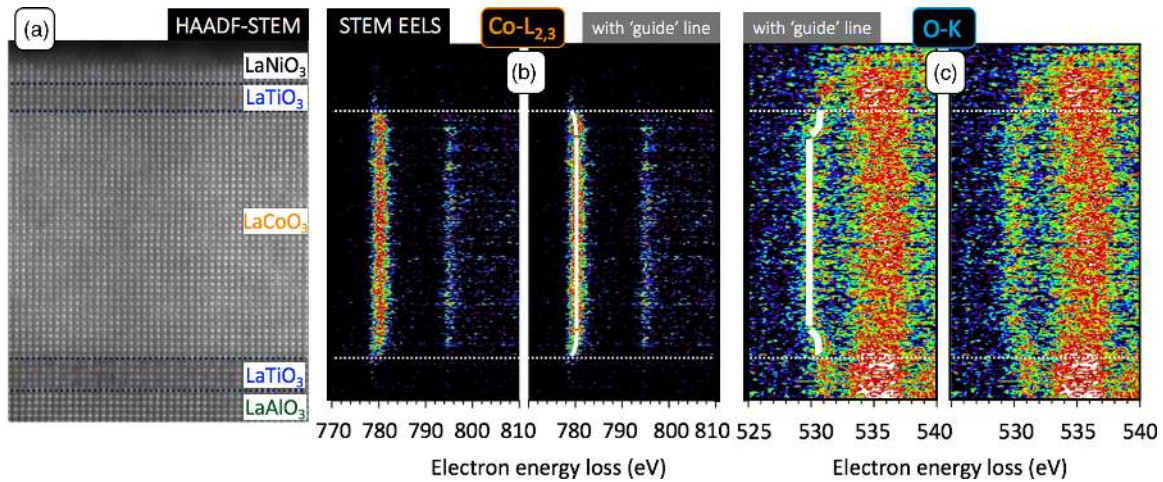 (a)
HAADF-STEM
LaNiO3
LaTiO3
LaCoO3
LaTiO3
LaAlO3
STEM EELS
Co-L2,3
with 'guide' line
(b)
770 780 790 800 810 780 790 800 810
Electron energy loss (eV)
with 'guide' line
O-K
(c)
525 530 535 540 530 535 540
Electron energy loss (eV)